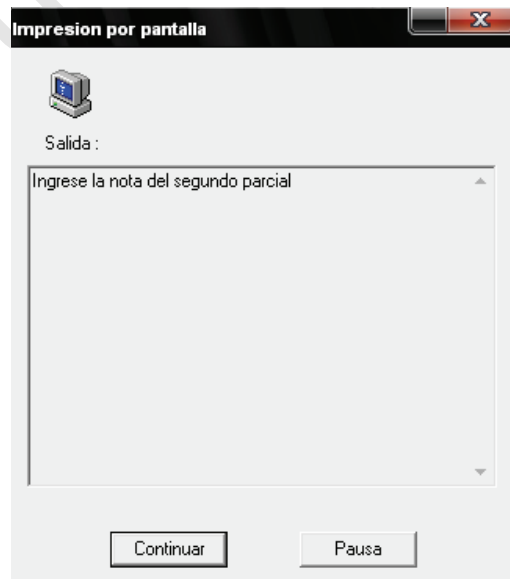 Impresion por pantalla
Salida :
Ingrese la nota del segundo parcial
Continuar
Pausa